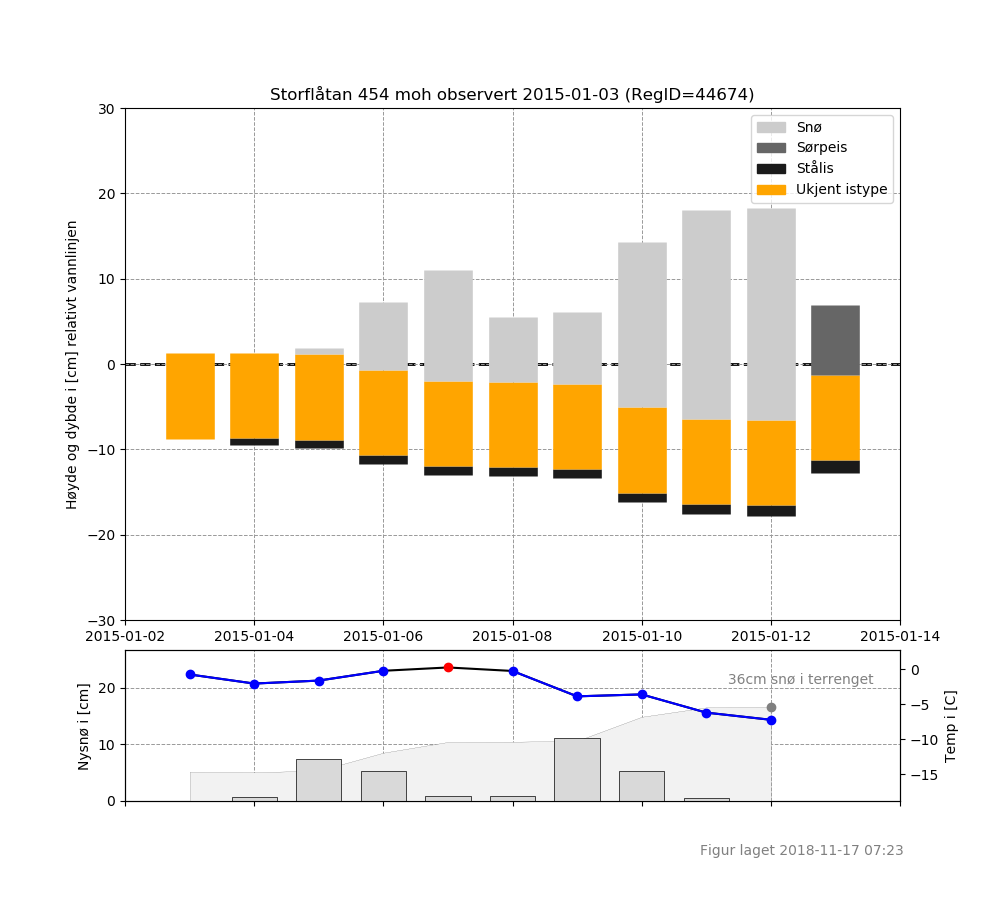 Storflåtan 454 moh observert 2015-01-03 (RegID=44674)
30
20
10
0
−10
−20
−30
Høyde og dybde i [cm] relativt vannlinjen
Snø
Sørpeis
Stålis
Ukjent istype
2015-01-02
2015-01-04
2015-01-06
2015-01-08
2015-01-10
2015-01-12
2015-01-14
20
10
0
Nysnø i [cm]
36cm snø i terrenget
0
−5
−10
−15
Temp i [C]
Figur laget 2018-11-17 07:23